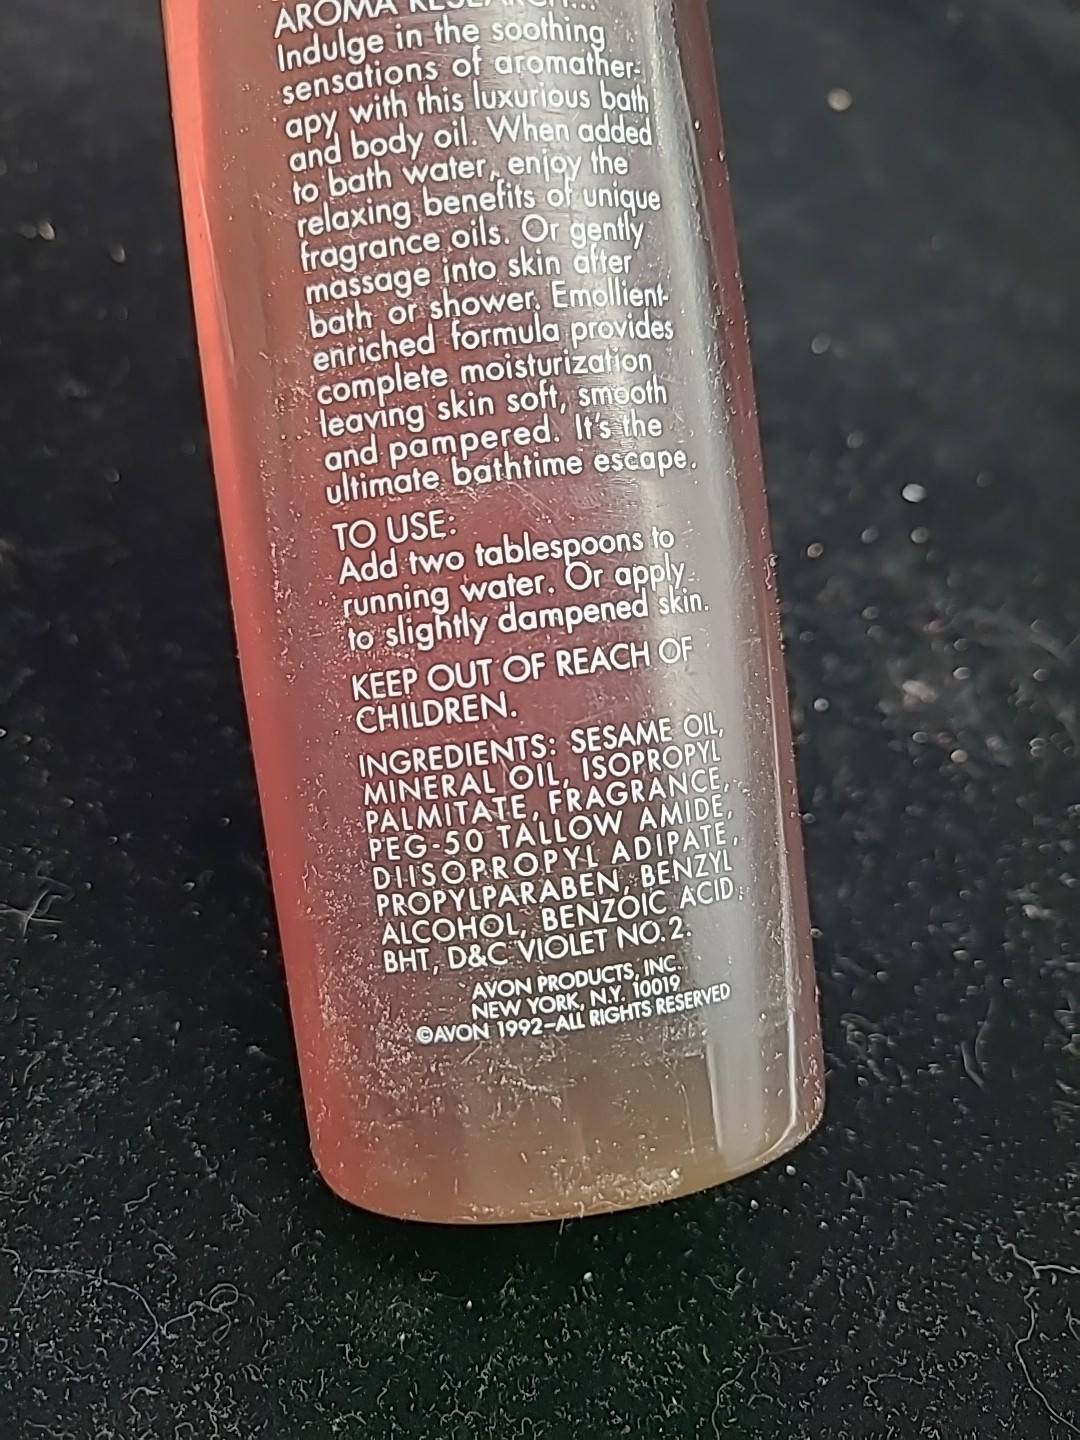 AROMA RESEARCH...
Indulge in the soothing
sensations of aromather-
apy with this luxurious bath
and body oil. When added
to bath water, enjoy the
relaxing benefits of unique
fragrance oils. Or gently
massage into skin after
bath or shower. Emollient-
enriched formula provides
complete moisturization
leaving skin soft, smooth
and pampered. It's the
ultimate bathtime escape.
TO USE:
Add two tablespoons to
running water. Or apply
to slightly dampened skin.
KEEP OUT OF REACH OF
CHILDREN.
INGREDIENTS: SESAME OIL,
MINERAL OIL, ISOPROPYL
PALMITATE, FRAGRANCE,
PEG-50 TALLOW AMIDE,
DIISOPROPYL ADIPATE,
PROPYLPARABEN, BENZYL
ALCOHOL, BENZOIC ACID,
BHT, D&C VIOLET NO. 2.
AVON PRODUCTS, INC.
NEW YORK, N.Y. 10019
©AVON 1992-ALL RIGHTS RESERVED